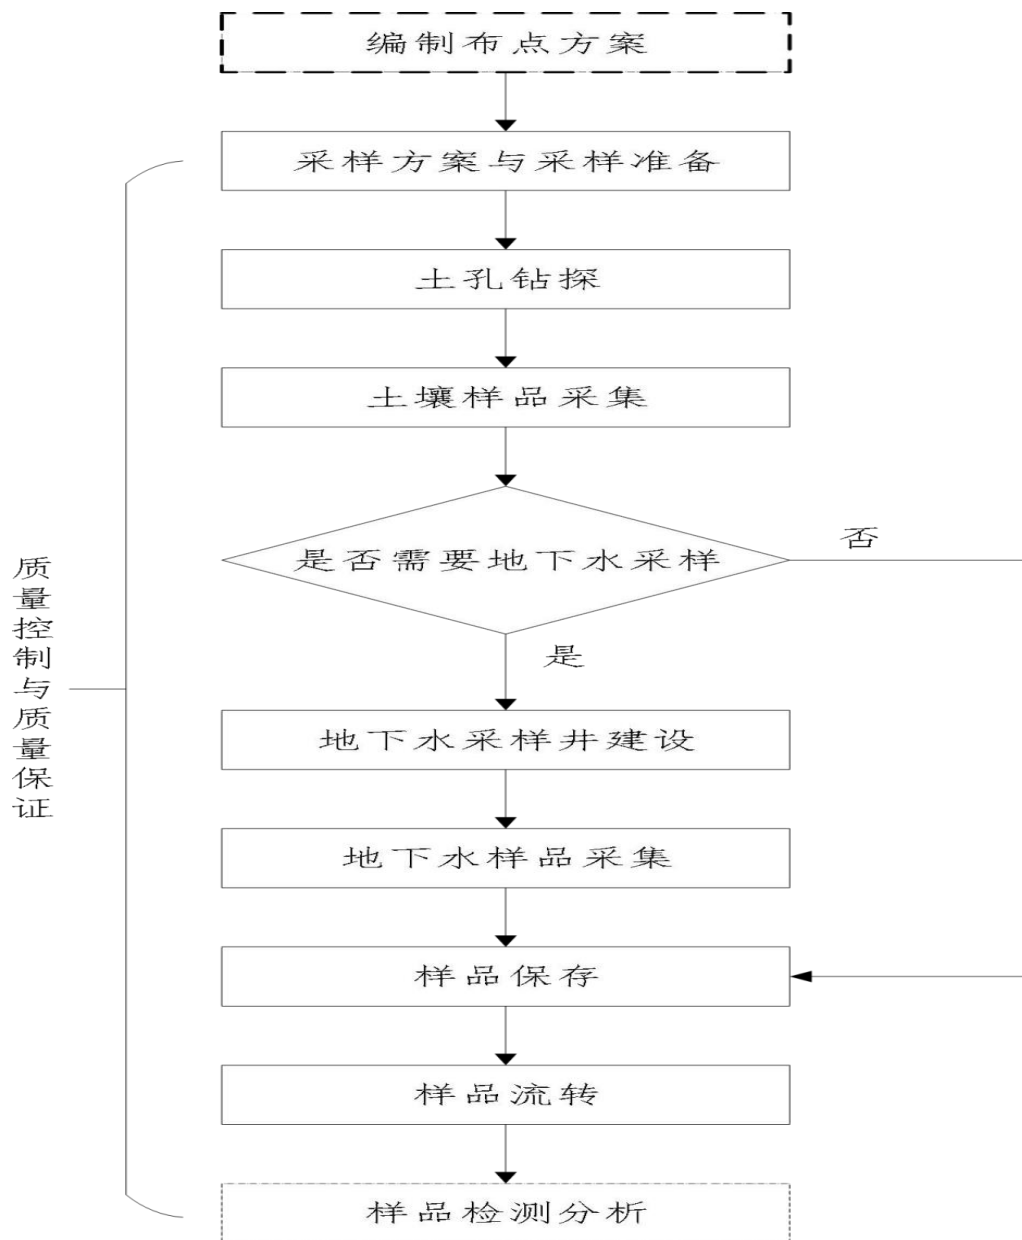 编制布点方案
采样方案与采样准备
土孔钻探
土壤样品采集
是否需要地下水采样
否
是
地下水采样井建设
地下水样品采集
样品保存
样品流转
样品检测分析
质量控制与质量保证